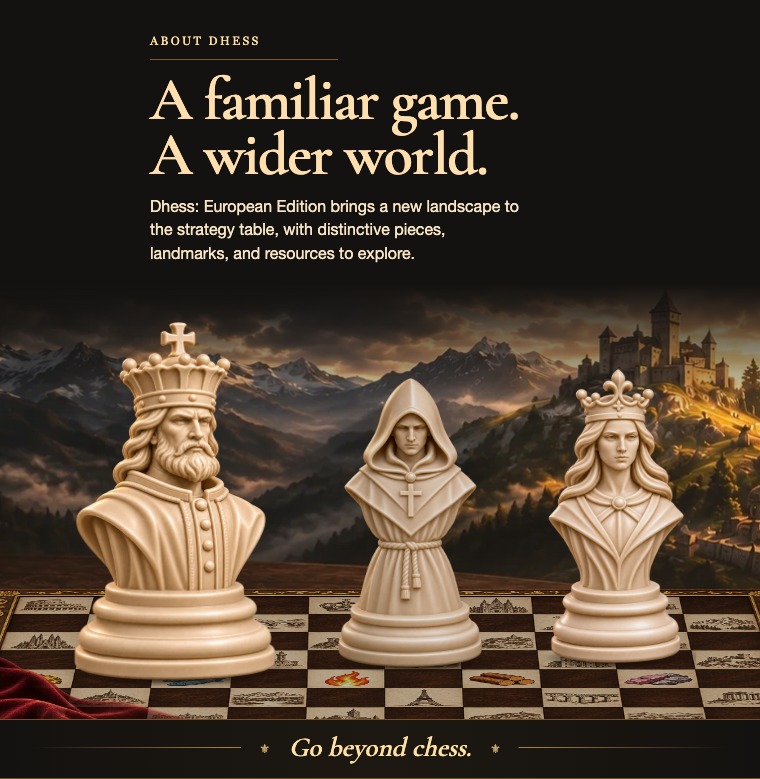 ABOUT DHESS
A familiar game.
A wider world.
Dhess: European Edition brings a new landscape to
the strategy table, with distinctive pieces,
landmarks, and resources to explore.
Go beyond chess.